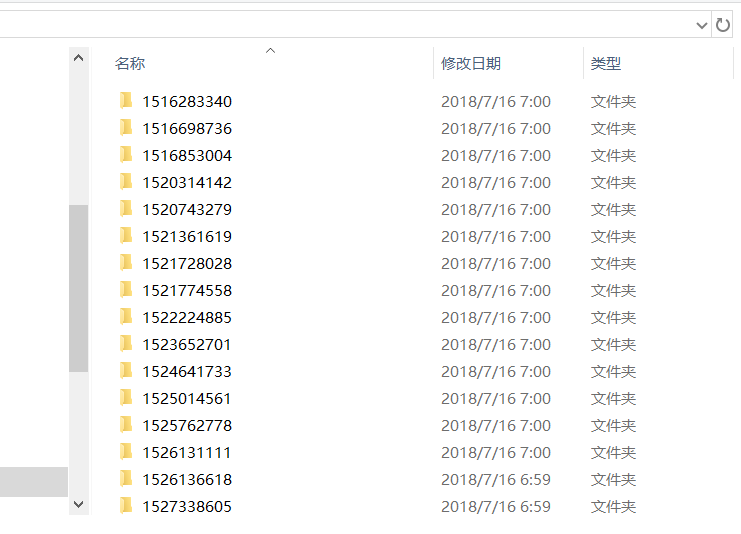 名称 修改日期 类型
1516283340 2018/7/16 7:00 文件夹
1516698736 2018/7/16 7:00 文件夹
1516853004 2018/7/16 7:00 文件夹
1520314142 2018/7/16 7:00 文件夹
1520743279 2018/7/16 7:00 文件夹
1521361619 2018/7/16 7:00 文件夹
1521728028 2018/7/16 7:00 文件夹
1521774558 2018/7/16 7:00 文件夹
1522224885 2018/7/16 7:00 文件夹
1523652701 2018/7/16 7:00 文件夹
1524641733 2018/7/16 7:00 文件夹
1525014561 2018/7/16 7:00 文件夹
1525762778 2018/7/16 7:00 文件夹
1526131111 2018/7/16 7:00 文件夹
1526136618 2018/7/16 6:59 文件夹
1527338605 2018/7/16 6:59 文件夹